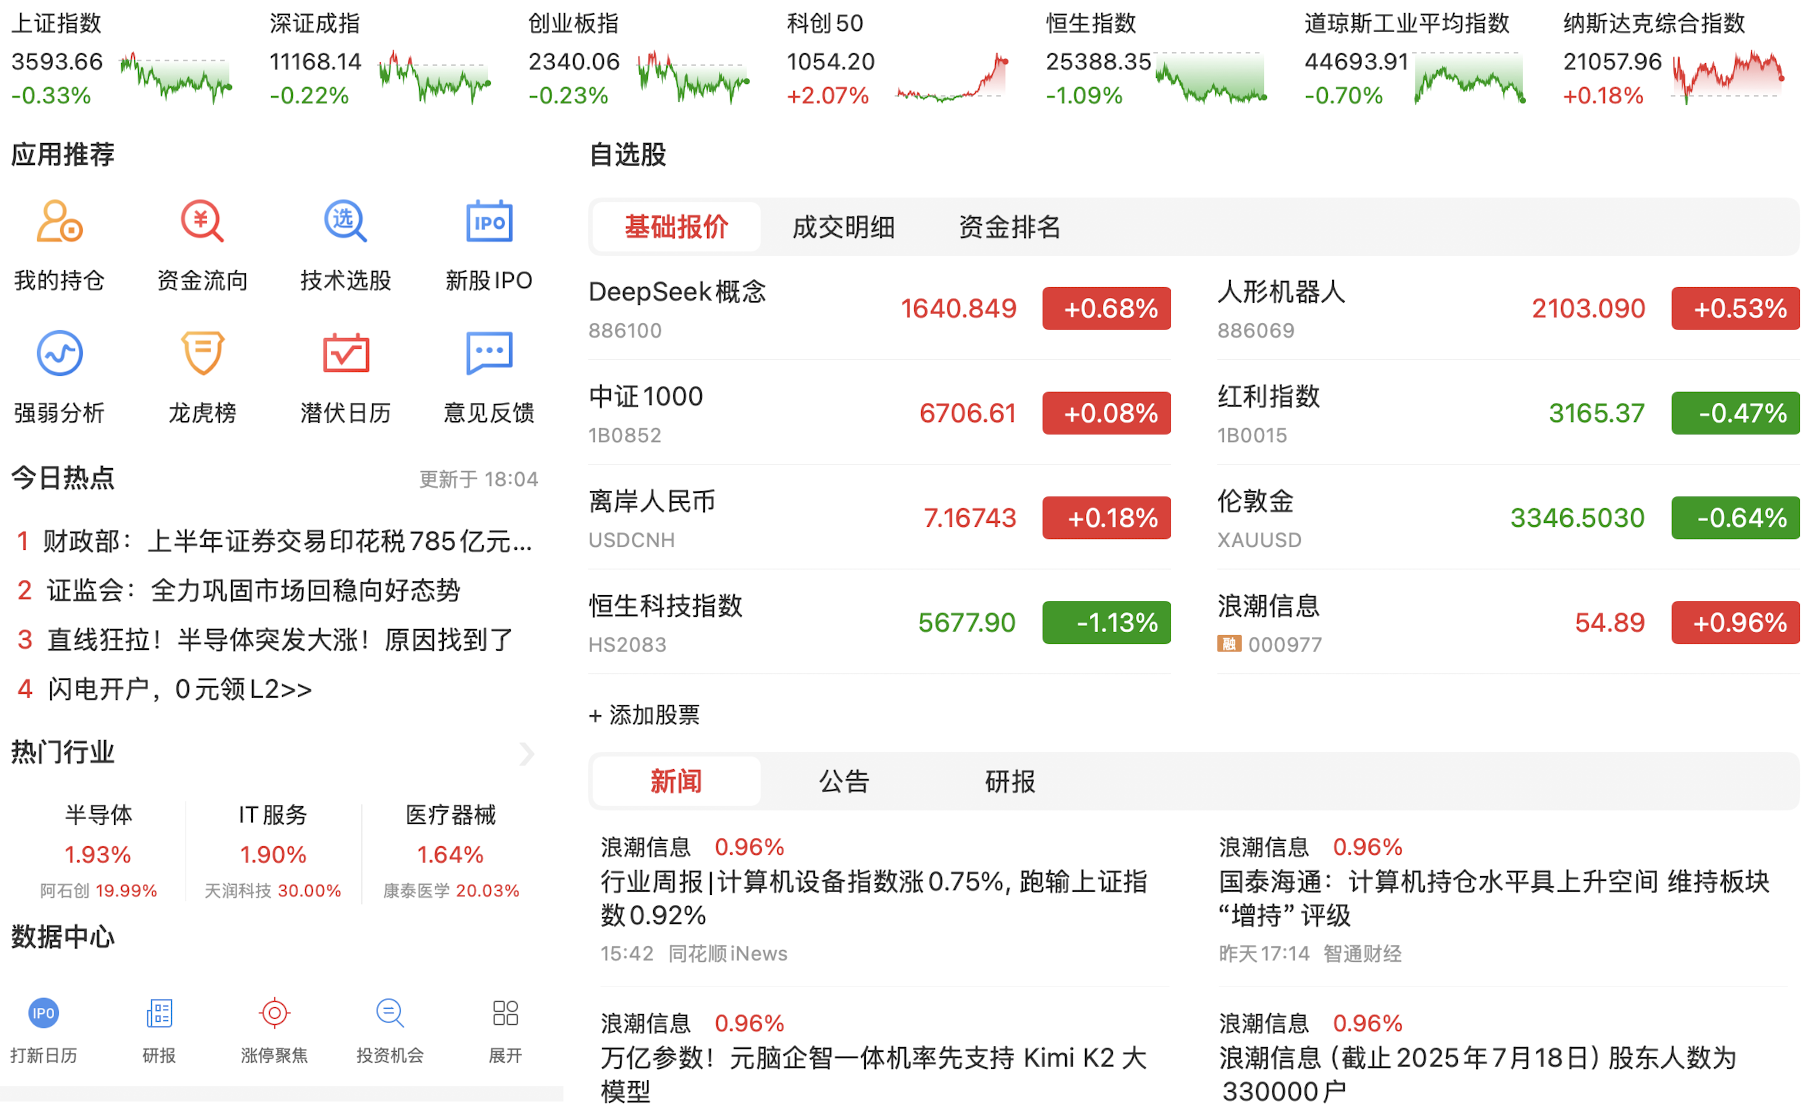 上证指数
3593.66
-0.33%
深证成指
11168.14
-0.22%
创业板指
2340.06
-0.23%
科创50
1054.20
+2.07%
恒生指数
25388.35
-1.09%
道琼斯工业平均指数
44693.91
-0.70%
纳斯达克综合指数
21057.96
+0.18%
应用推荐
我的持仓
¥
资金流向
选
技术选股
IPO
新股IPO
强弱分析
龙虎榜
潜伏日历
意见反馈
今日热点
更新于 18:04
1 财政部：上半年证券交易印花税785亿元...
2 证监会：全力巩固市场回稳向好态势
3 直线狂拉！半导体突发大涨！原因找到了
4 闪电开户，0元领L2>>
热门行业
半导体
1.93%
阿石创 19.99%
IT服务
1.90%
天润科技 30.00%
医疗器械
1.64%
康泰医学 20.03%
数据中心
IPO
打新日历
研报
涨停聚焦
投资机会
展开
自选股
基础报价 成交明细 资金排名
DeepSeek概念
886100
1640.849
+0.68%
人形机器人
886069
2103.090
+0.53%
中证1000
1B0852
6706.61
+0.08%
红利指数
1B0015
3165.37
-0.47%
离岸人民币
USDCNH
7.16743
+0.18%
伦敦金
XAUUSD
3346.5030
-0.64%
恒生科技指数
HS2083
5677.90
-1.13%
浪潮信息
融 000977
54.89
+0.96%
+ 添加股票
新闻 公告 研报
浪潮信息 0.96%
行业周报|计算机设备指数涨0.75%, 跑输上证指
数0.92%
15:42 同花顺iNews
浪潮信息 0.96%
国泰海通：计算机持仓水平具上升空间 维持板块
“增持” 评级
昨天17:14 智通财经
浪潮信息 0.96%
万亿参数！元脑企智一体机率先支持 Kimi K2 大
模型
浪潮信息 0.96%
浪潮信息 (截止2025年7月18日) 股东人数为
330000户